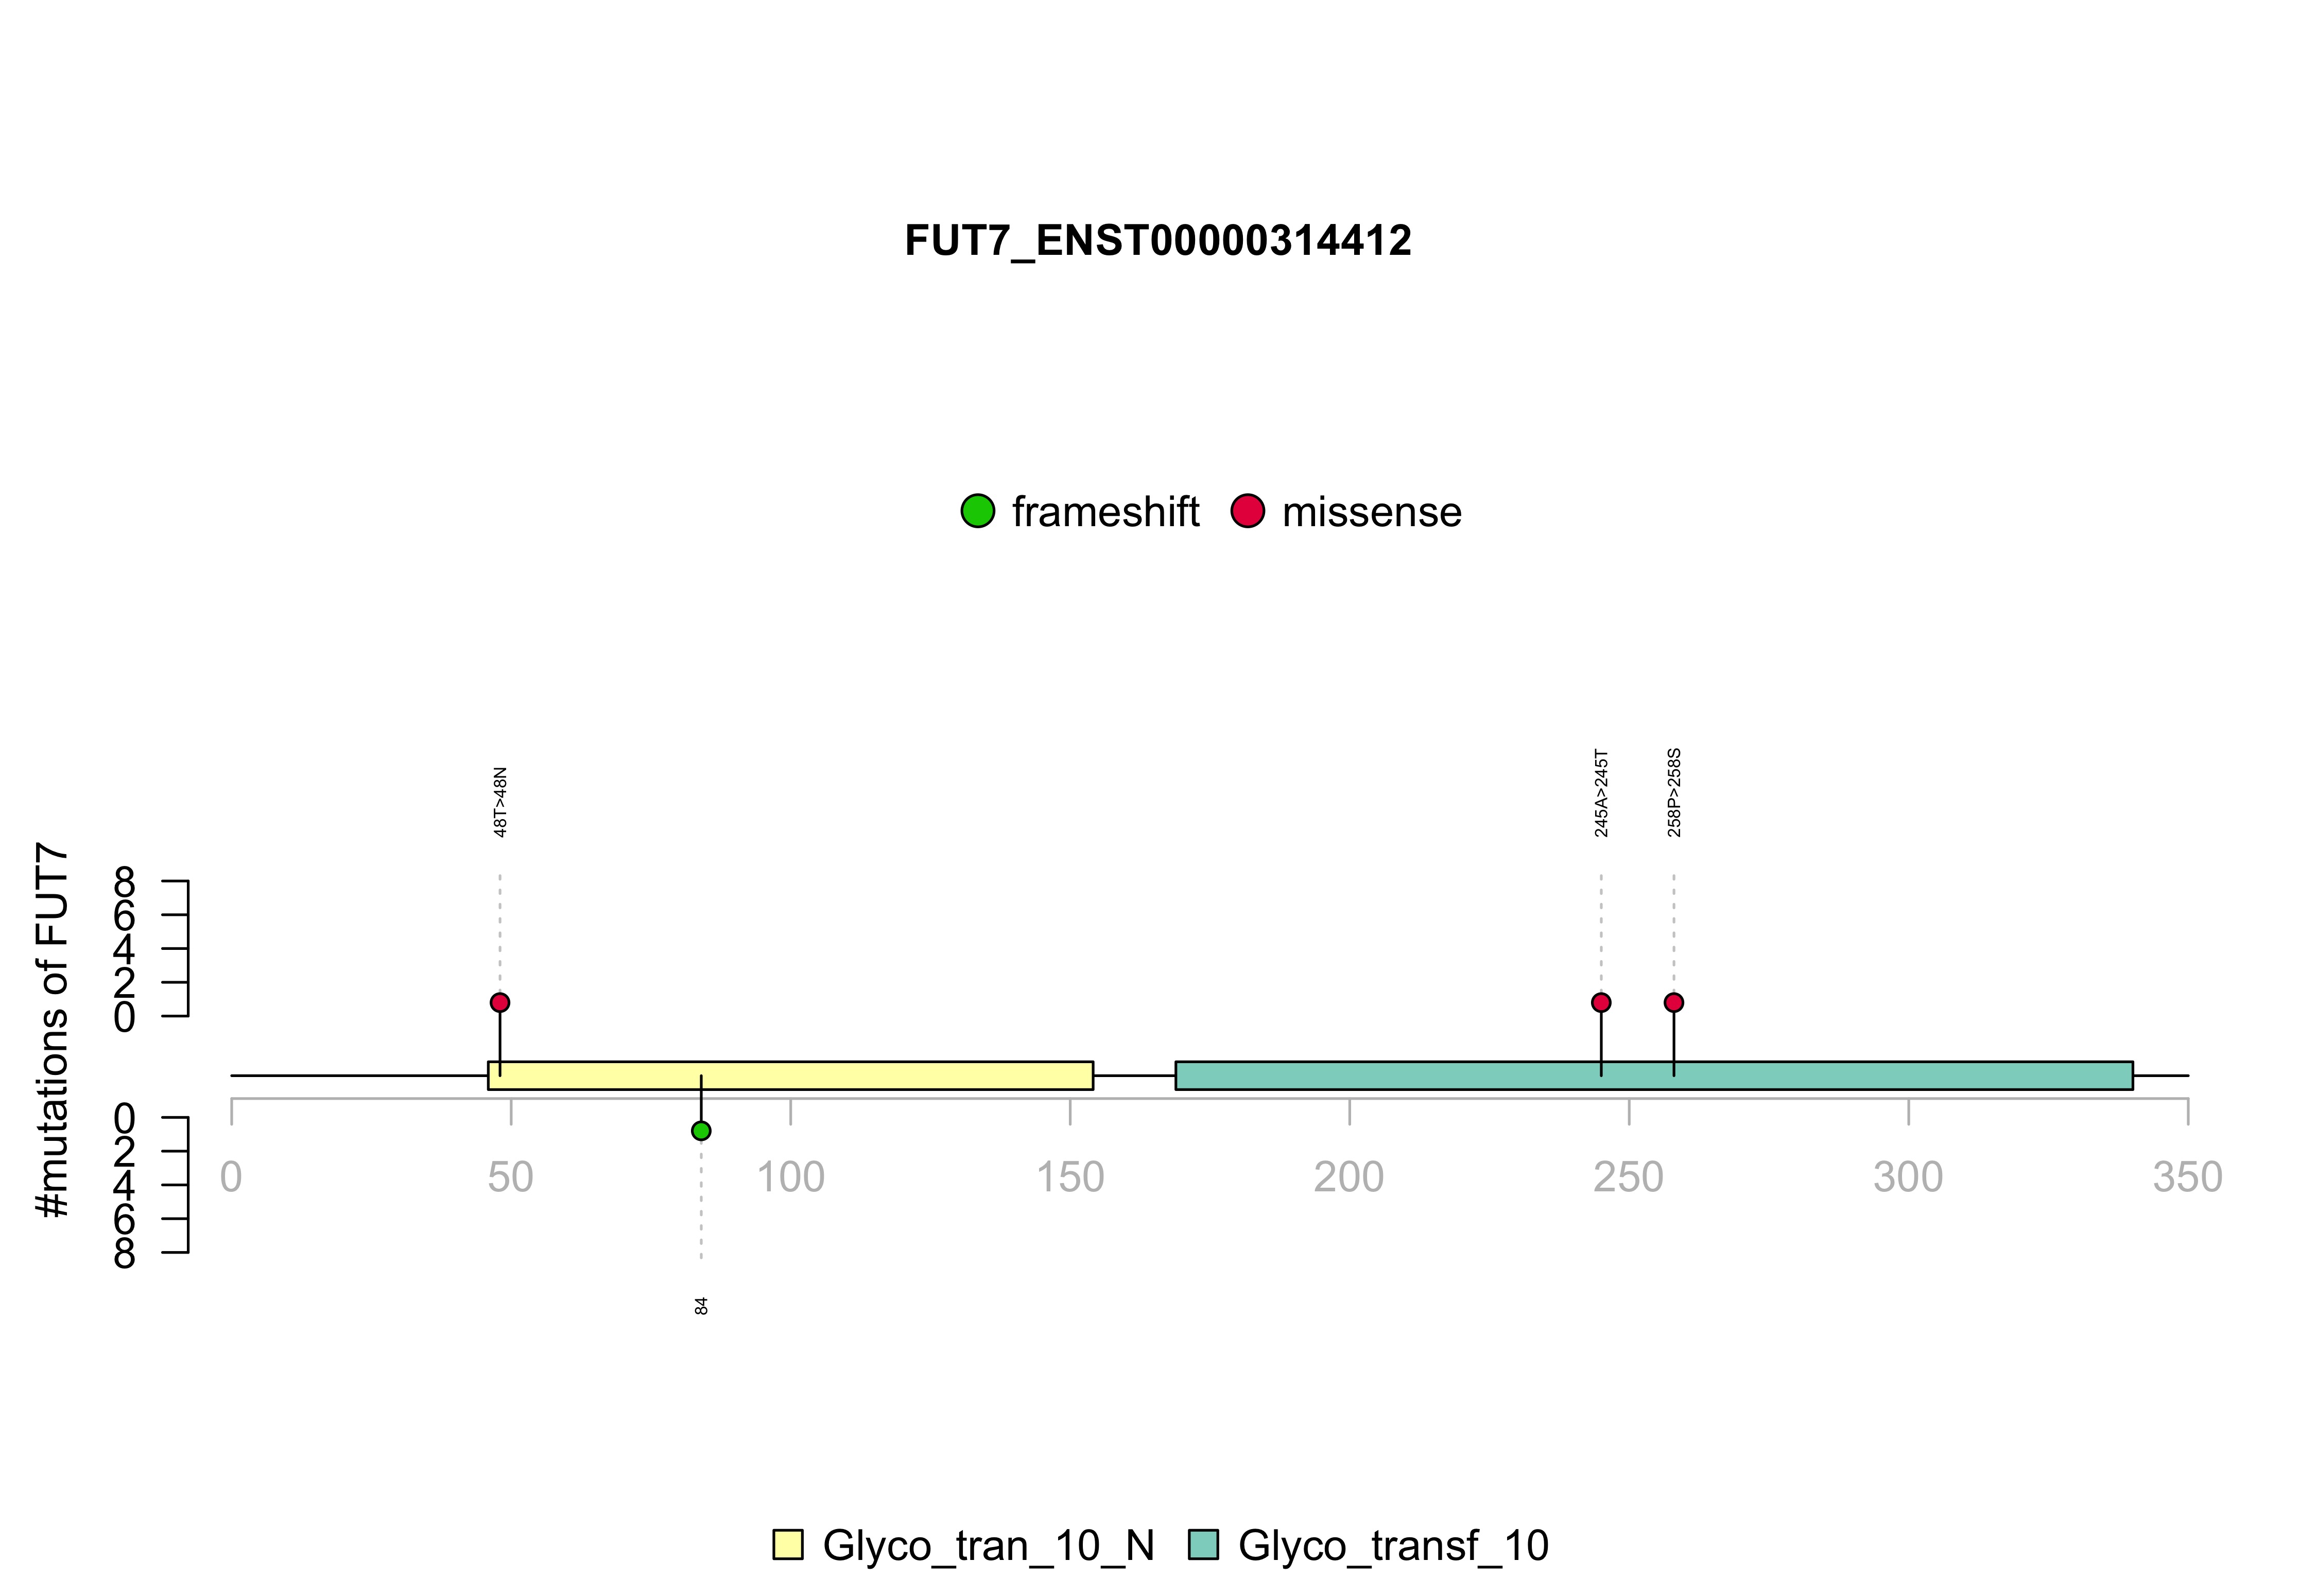 FUT7_ENST00000314412
frameshift missense
48T>48N 245A>245T 258P>258S
#mutations of FUT7
8
6
4
2
0
0
2
4
6
8
0 50 100 150 200 250 300 350
84
Glyco_tran_10_N Glyco_transf_10